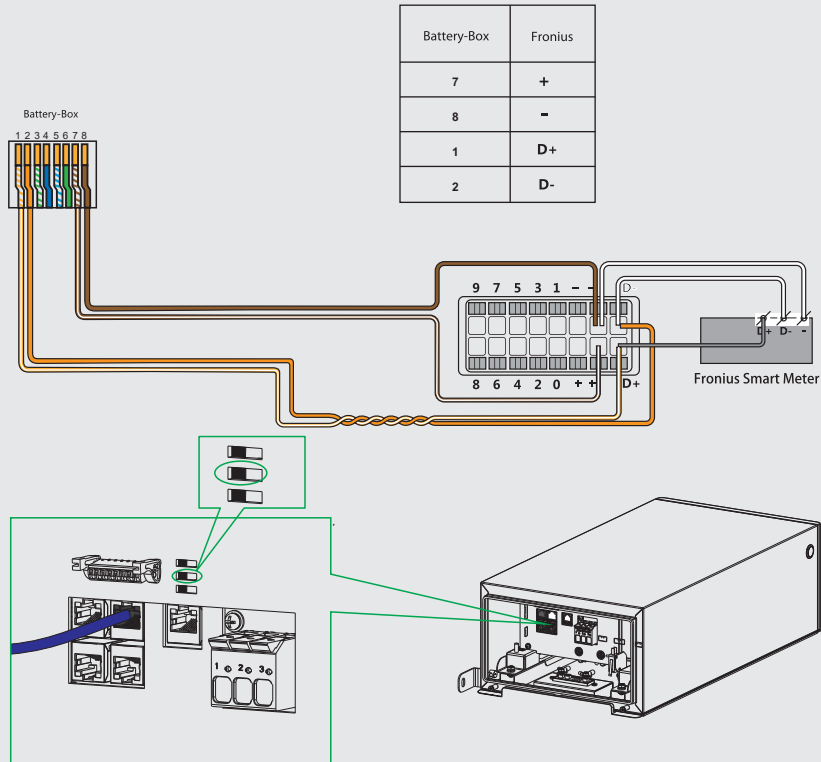 Battery-Box Fronius
7 +
8 -
1 D+
2 D-
Battery-Box
1 2 3 4 5 6 7 8
9 7 5 3 1 - - D-
8 6 4 2 0 + + D+
D+ D- -
Fronius Smart Meter
1 2 3